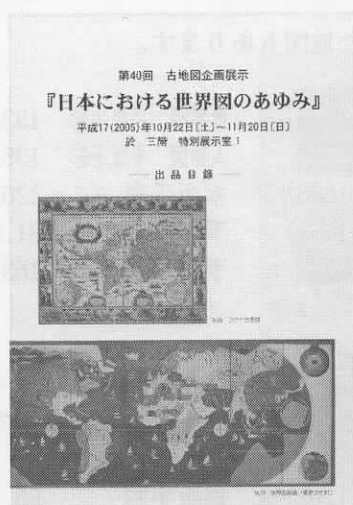 第40回 古地図企画展示
『日本における世界図のあゆみ』
平成17(2005)年10月22日[土]～11月20日[日]
於 三階 特別展示室1
出品目録